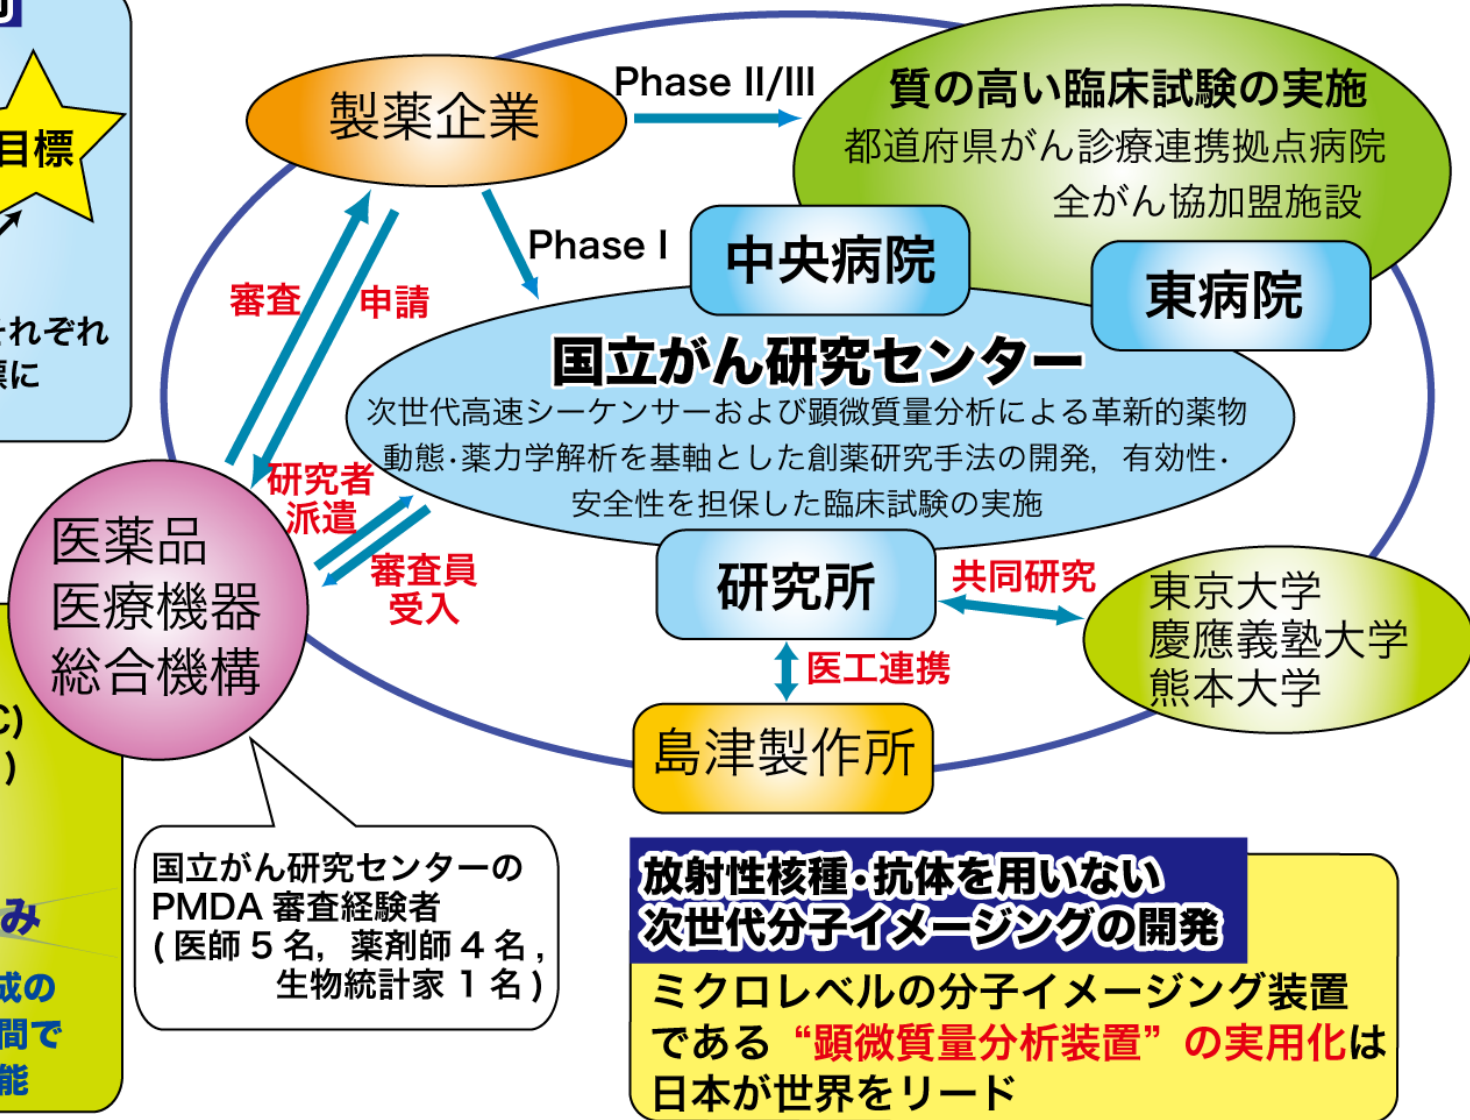 目標
それぞれ
標に
製薬企業
Phase II/III
質の高い臨床試験の実施
都道府県がん診療連携拠点病院
全がん協加盟施設
Phase I
中央病院
東病院
審査
申請
国立がん研究センター
次世代高速シーケンサーおよび顕微質量分析による革新的薬物
動態・薬力学解析を基軸とした創薬研究手法の開発，有効性・
安全性を担保した臨床試験の実施
研究者
派遣
審査員
受入
医薬品
医療機器
総合機構
研究所
共同研究
東京大学
慶應義塾大学
熊本大学
医工連携
島津製作所
C)
)
み
成の
間で
能
国立がん研究センターの
PMDA 審査経験者
( 医師 5 名，薬剤師 4 名 ,
生物統計家 1 名 )
放射性核種・抗体を用いない
次世代分子イメージングの開発
ミクロレベルの分子イメージング装置
である “顕微質量分析装置” の実用化は
日本が世界をリード